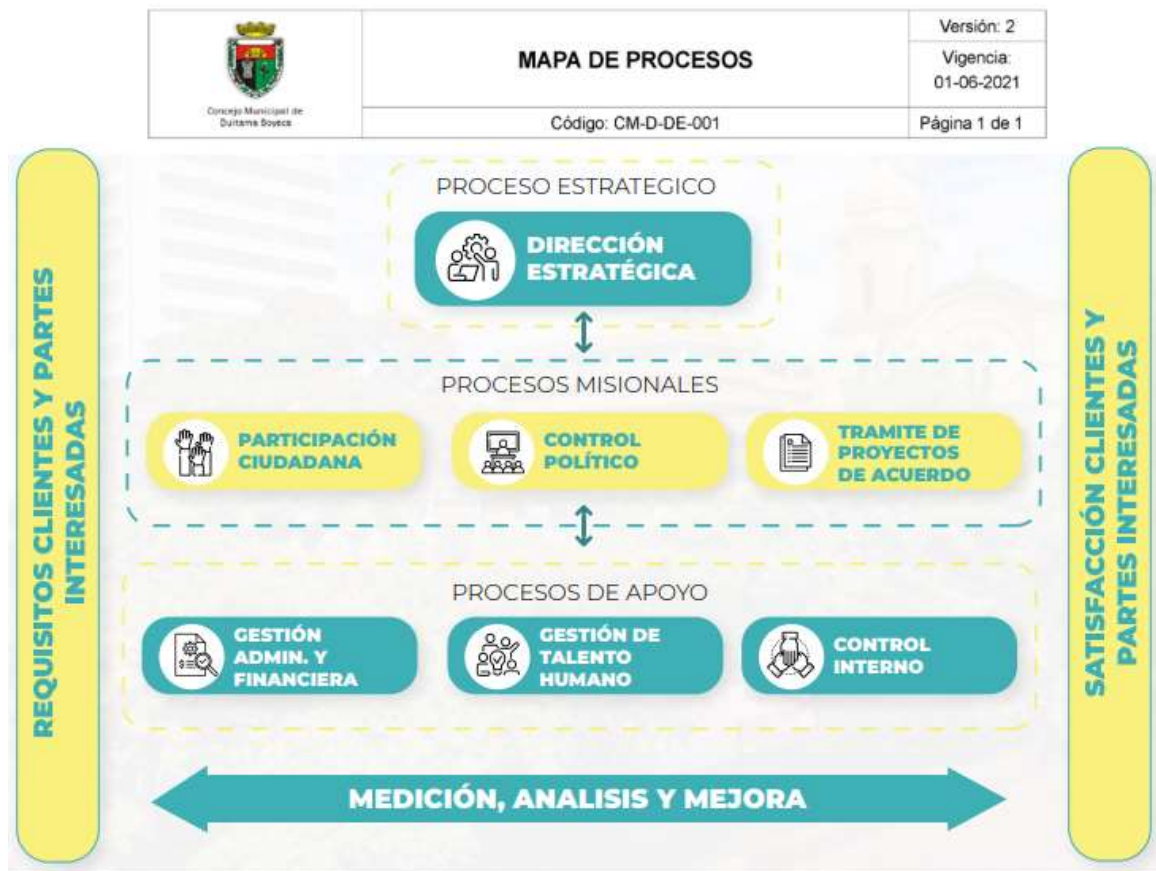 Concejo Municipal de
Duitama Boyacá
MAPA DE PROCESOS
Código: CM-D-DE-001
Versión: 2
Vigencia:
01-06-2021
Página 1 de 1
REQUISITOS CLIENTES Y PARTES
INTERESADAS
PROCESO ESTRATEGICO
DIRECCIÓN
ESTRATÉGICA
PROCESOS MISIONALES
PARTICIPACIÓN
CIUDADANA
CONTROL
POLÍTICO
TRAMITE DE
PROYECTOS
DE ACUERDO
PROCESOS DE APOYO
GESTIÓN
ADMIN. Y
FINANCIERA
GESTIÓN DE
TALENTO
HUMANO
CONTROL
INTERNO
MEDICIÓN, ANALISIS Y MEJORA
SATISFACCIÓN CLIENTES Y
PARTES INTERESADAS